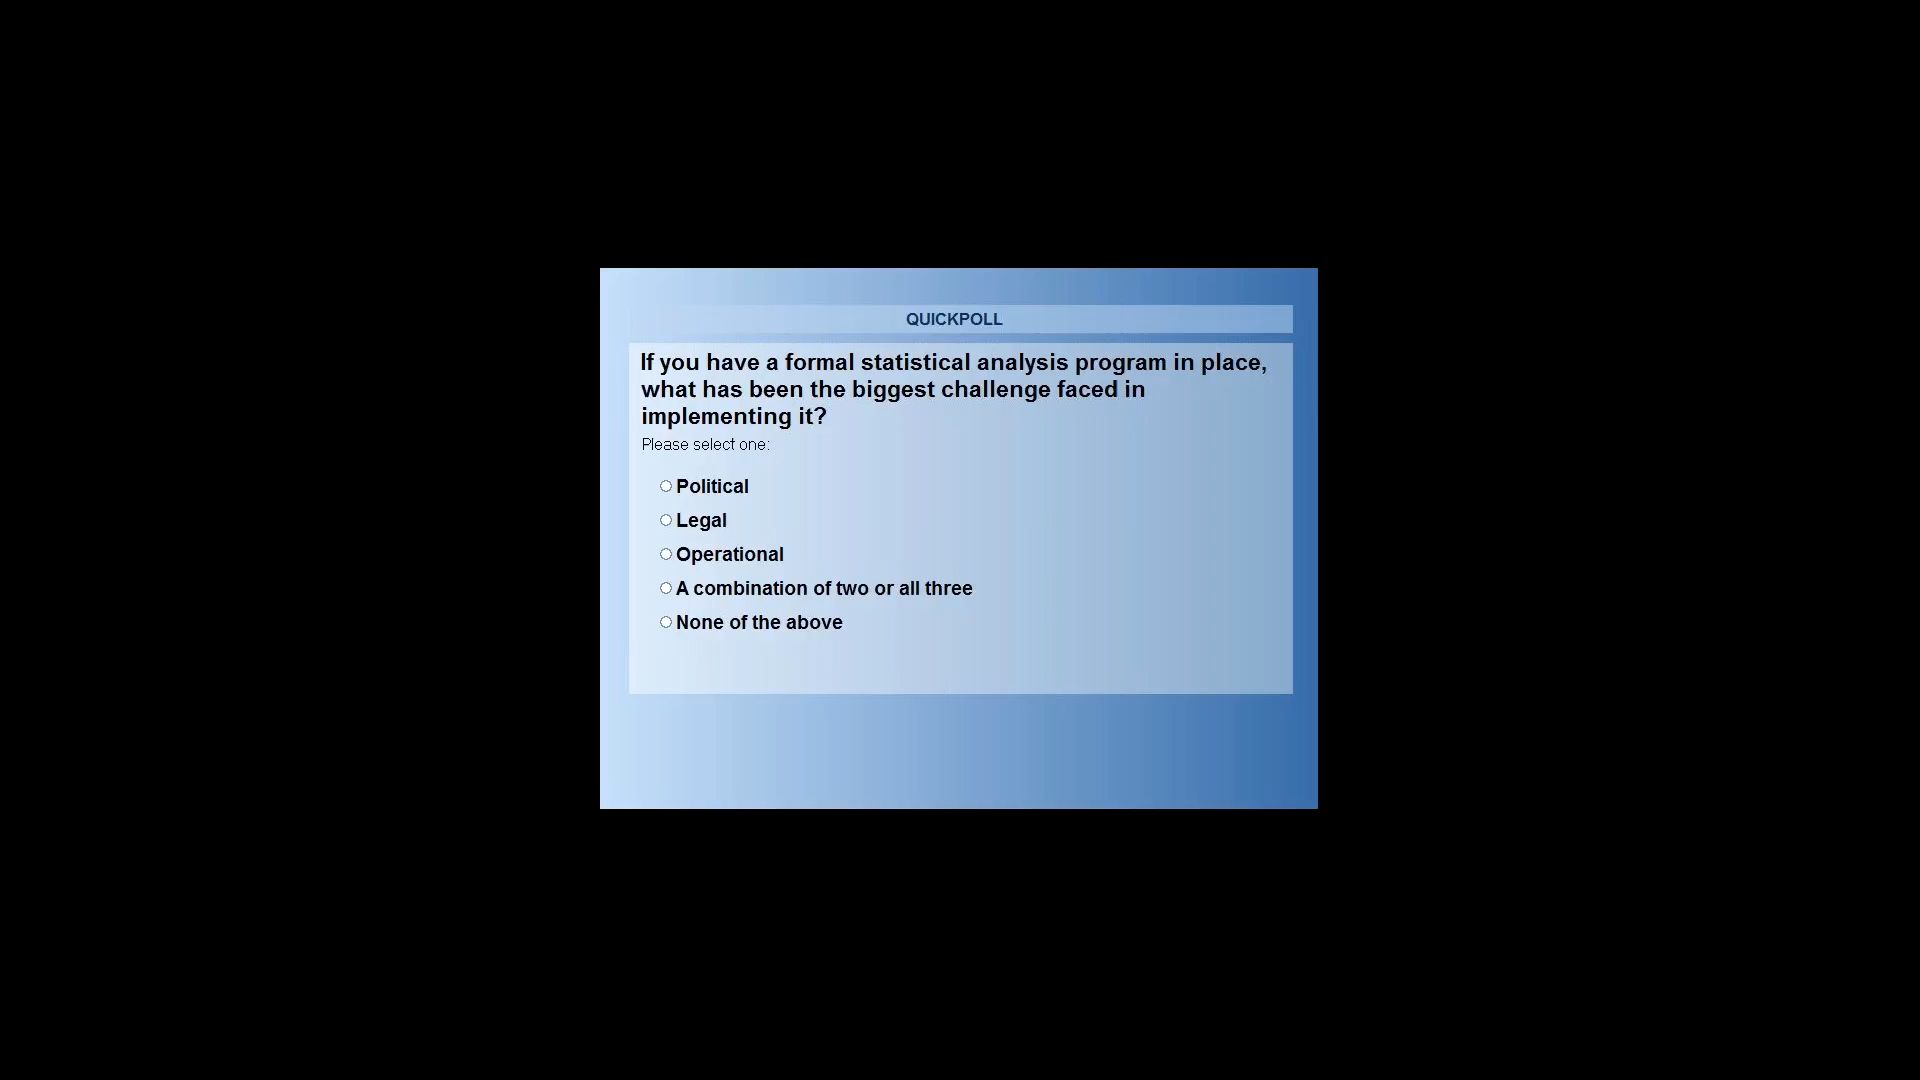 QUICKPOLL
If you have a formal statistical analysis program in place,
what has been the biggest challenge faced in
implementing it?
Please select one:
Political
Legal
Operational
A combination of two or all three
None of the above